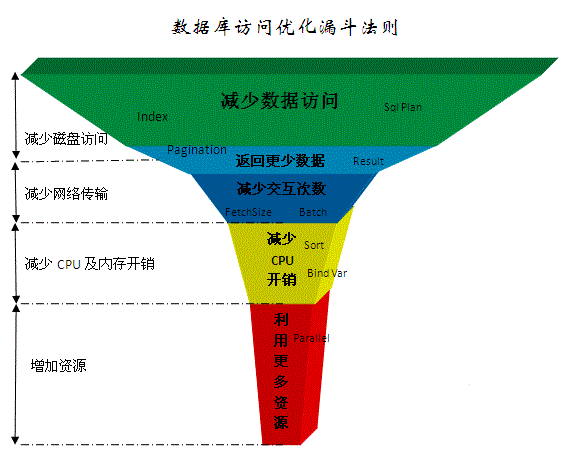 数据库访问优化漏斗法则
减少数据访问
Index
Sql Plan
减少磁盘访问
Pagination
返回更少数据
Result
减少网络传输
减少交互次数
FetchSize
Batch
减少 CPU 及内存开销
减少
CPU
开销
Sort
Bind Var
增加资源
利用更多资源
Parallel